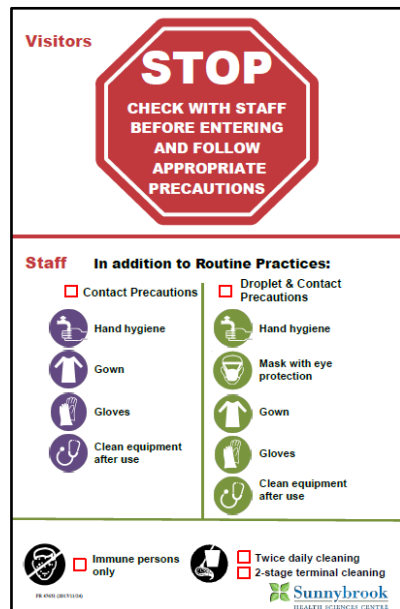 Visitors
STOP
CHECK WITH STAFF
BEFORE ENTERING
AND FOLLOW
APPROPRIATE
PRECAUTIONS
Staff In addition to Routine Practices:
Contact Precautions
Hand hygiene
Gown
Gloves
Clean equipment
after use
Droplet & Contact
Precautions
Hand hygiene
Mask with eye
protection
Gown
Gloves
Clean equipment
after use
Immune persons
only
Twice daily cleaning
2-stage terminal cleaning
Sunnybrook
HEALTH SCIENCES CENTRE